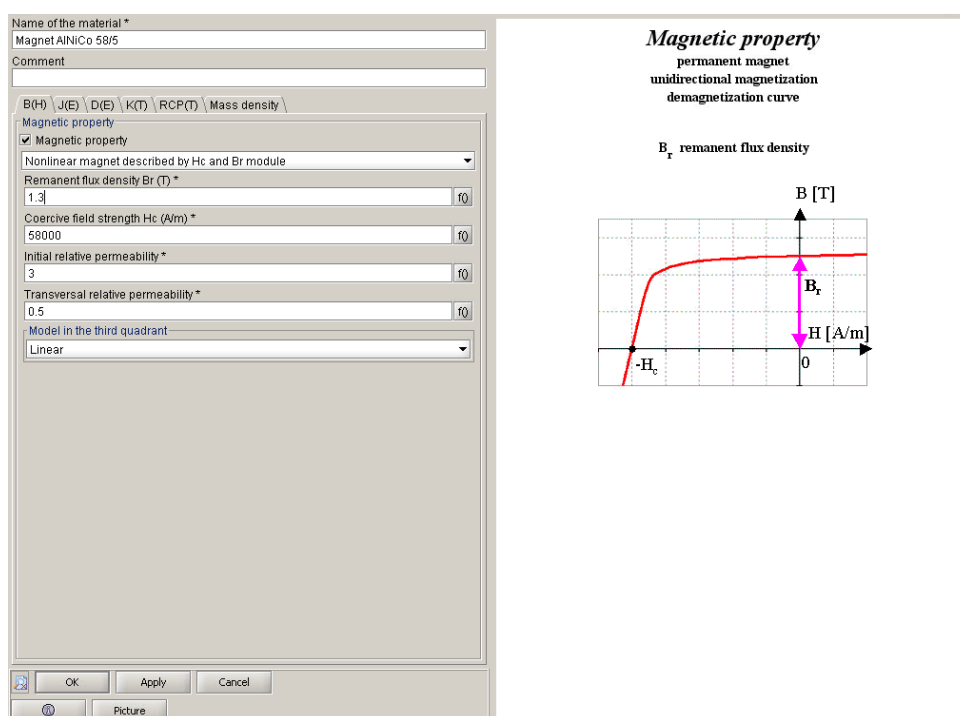 Name of the material *
Magnet AlNiCo 58/5
Comment
B(H) J(E) D(E) K(T) RCP(T) Mass density
Magnetic property
Magnetic property
Nonlinear magnet described by Hc and Br module
Remanent flux density Br (T) *
1.3 f()
Coercive field strength Hc (A/m) *
58000 f()
Initial relative permeability *
3 f()
Transversal relative permeability *
0.5 f()
Model in the third quadrant
Linear
OK Apply Cancel
Picture
Magnetic property
permanent magnet
unidirectional magnetization
demagnetization curve
Br remanent flux density
B [T]
Br
H [A/m]
-Hc
0